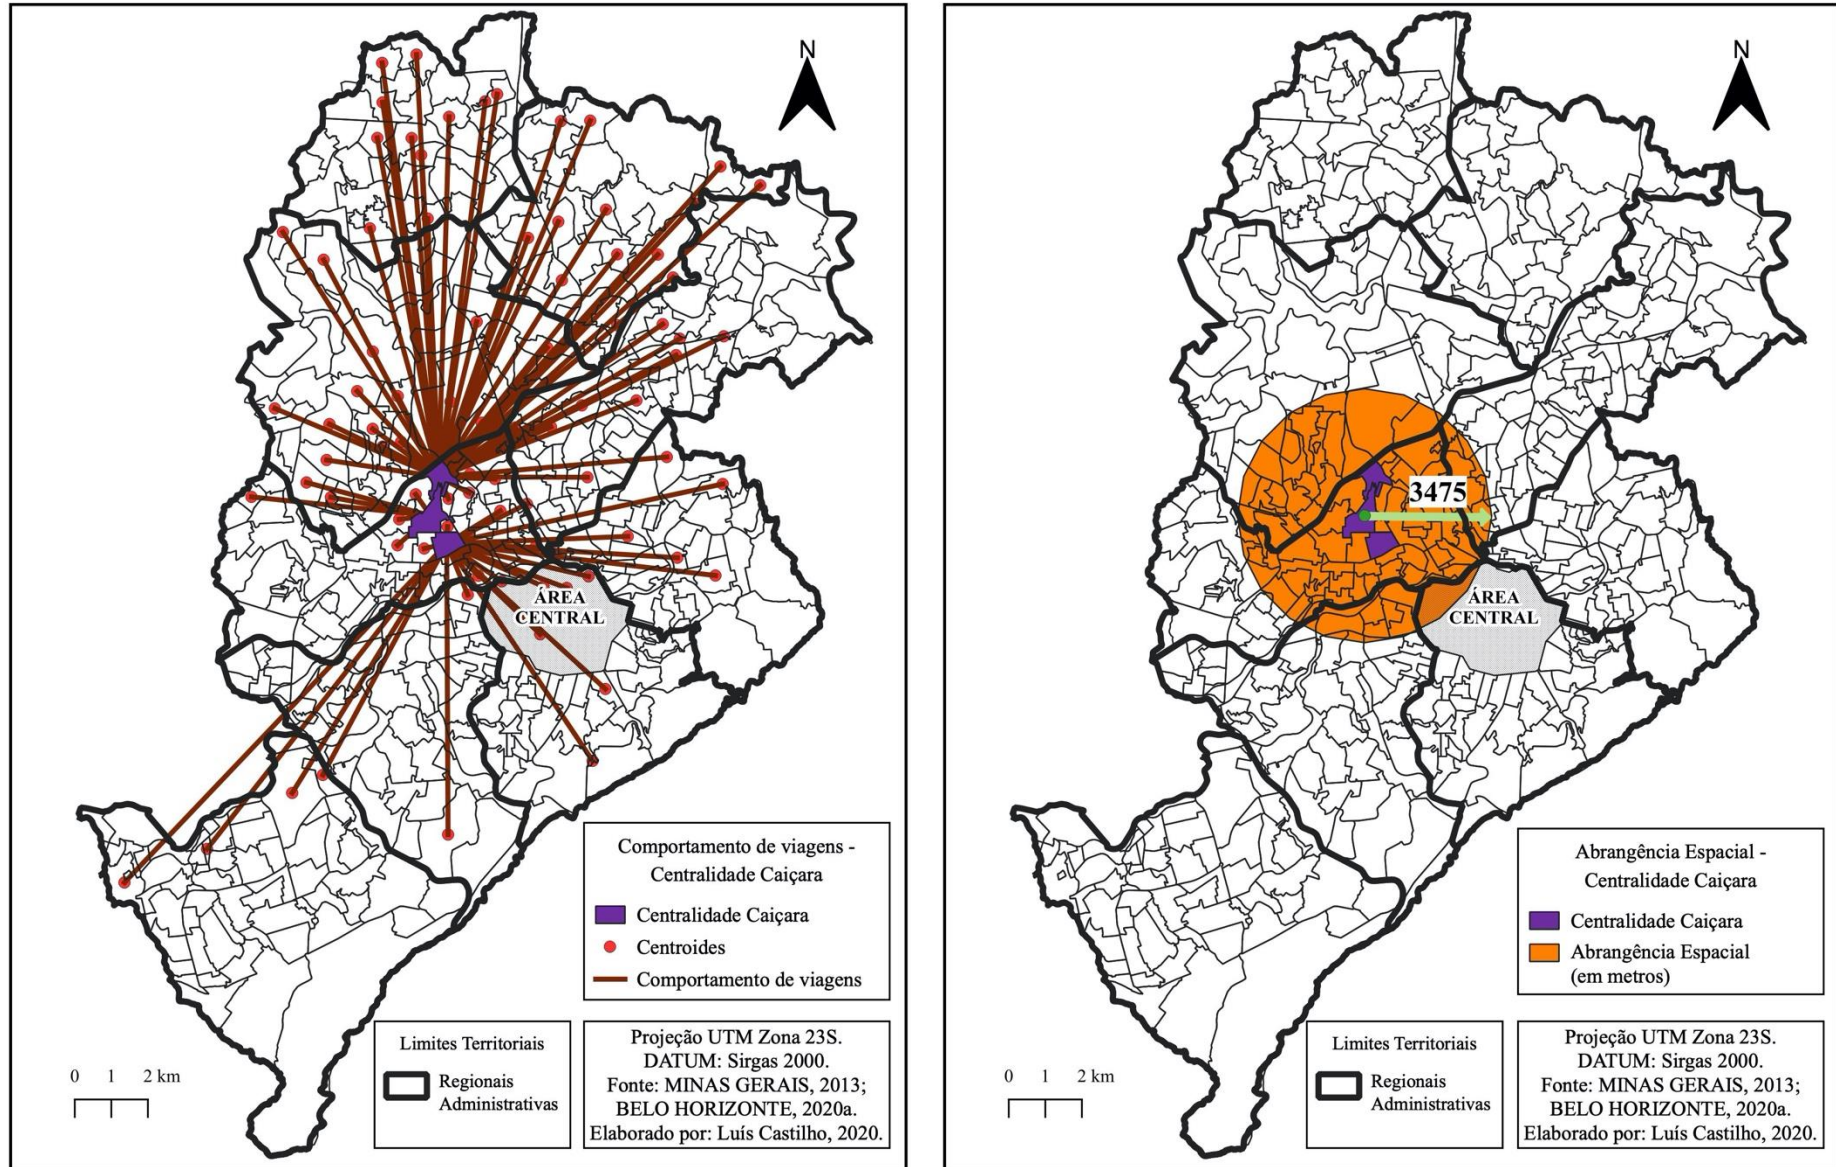 N
ÁREA
CENTRAL
Comportamento de viagens -
Centralidade Caiçara
Centralidade Caiçara
Centroides
Comportamento de viagens
0 1 2 km
Limites Territoriais
Regionais
Administrativas
Projeção UTM Zona 23S.
DATUM: Sirgas 2000.
Fonte: MINAS GERAIS, 2013;
BELO HORIZONTE, 2020a.
Elaborado por: Luís Castilho, 2020.
N
3475
ÁREA
CENTRAL
Abrangência Espacial -
Centralidade Caiçara
Centralidade Caiçara
Abrangência Espacial
(em metros)
0 1 2 km
Limites Territoriais
Regionais
Administrativas
Projeção UTM Zona 23S.
DATUM: Sirgas 2000.
Fonte: MINAS GERAIS, 2013;
BELO HORIZONTE, 2020a.
Elaborado por: Luís Castilho, 2020.